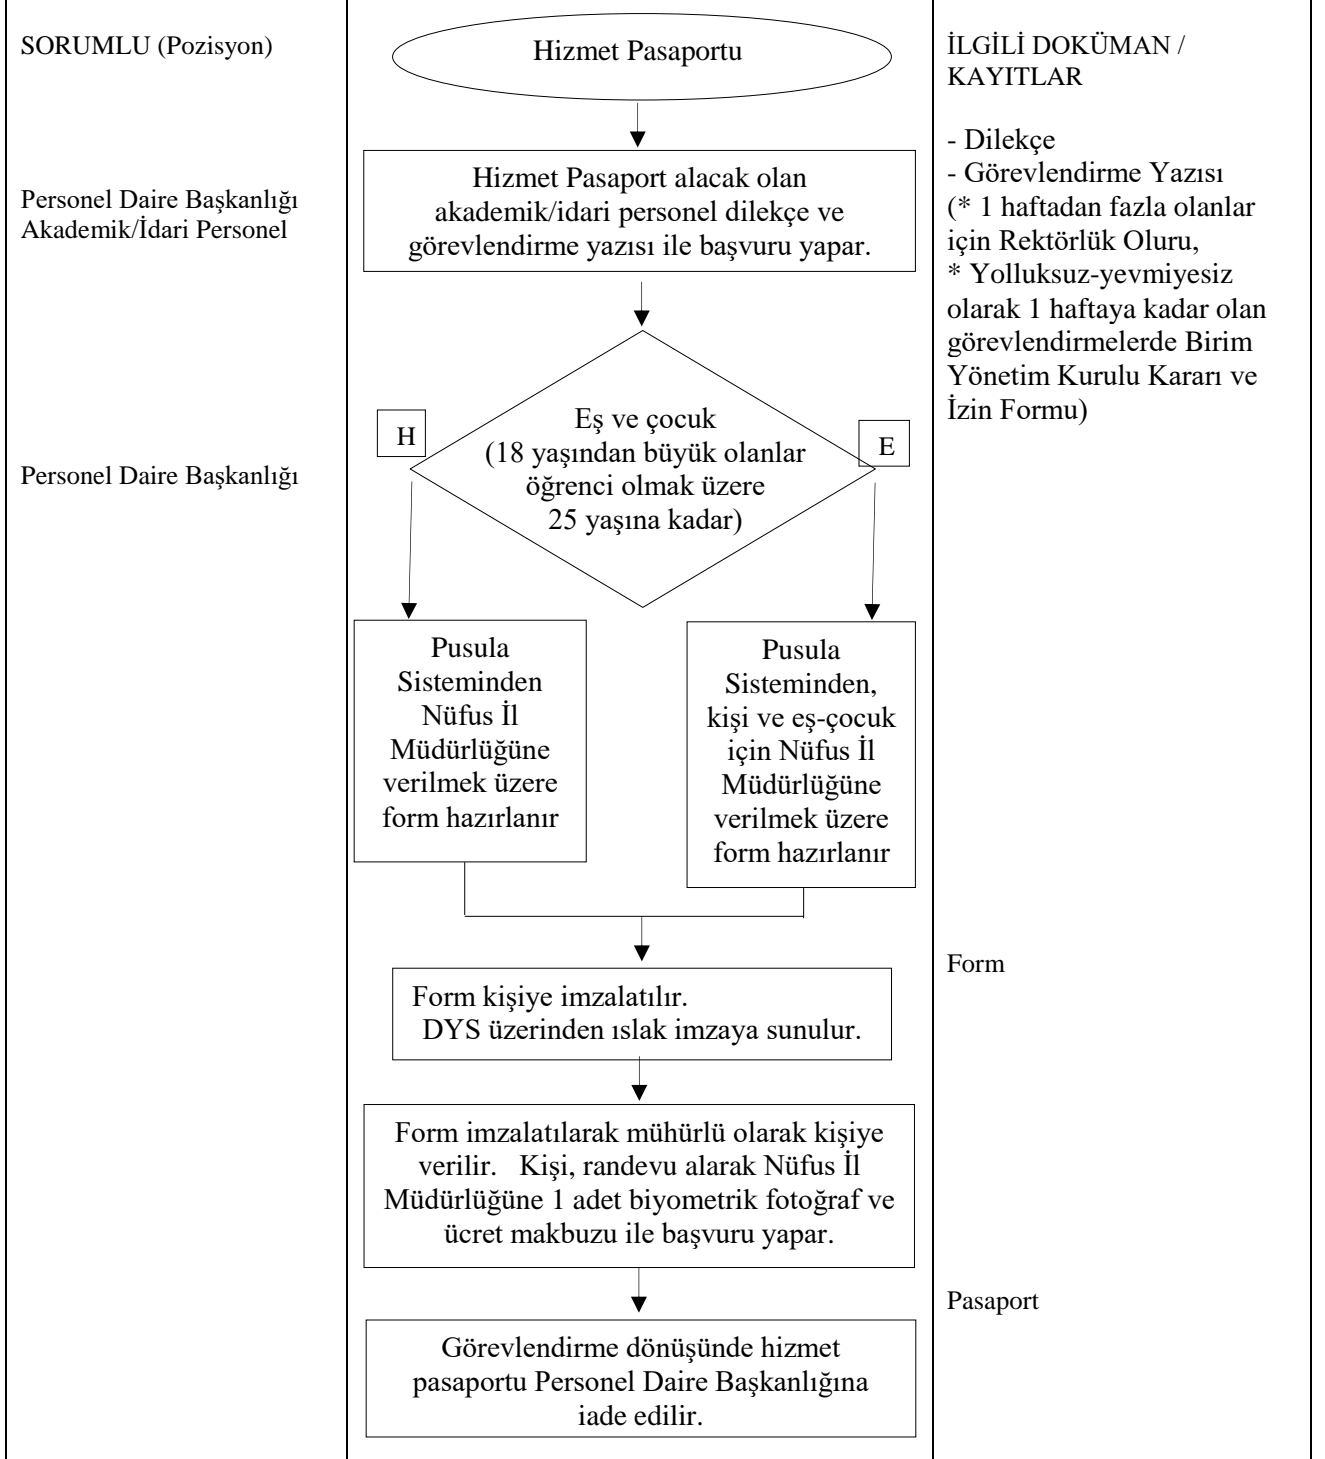 SORUMLU (Pozisyon)
Hizmet Pasaportu
İLGİLİ DOKÜMAN /
KAYITLAR
- Dilekçe
- Görevlendirme Yazısı
(* 1 haftadan fazla olanlar
için Rektörlük Oluru,
* Yolluksuz-yevmiyesiz
olarak 1 haftaya kadar olan
görevlendirmelerde Birim
Yönetim Kurulu Kararı ve
İzin Formu)
Personel Daire Başkanlığı
Akademik/İdari Personel
Hizmet Pasaport alacak olan
akademik/idari personel dilekçe ve
görevlendirme yazısı ile başvuru yapar.
Personel Daire Başkanlığı
H
Eş ve çocuk
(18 yaşından büyük olanlar
öğrenci olmak üzere
25 yaşına kadar)
E
Pusula
Sisteminden
Nüfus İl
Müdürlüğüne
verilmek üzere
form hazırlanır
Pusula
Sisteminden,
kişi ve eş-çocuk
için Nüfus İl
Müdürlüğüne
verilmek üzere
form hazırlanır
Form
Form kişiye imzalatılır.
DYS üzerinden ıslak imzaya sunulur.
Form imzalatılarak mühürlü olarak kişiye
verilir.   Kişi, randevu alarak Nüfus İl
Müdürlüğüne 1 adet biyometrik fotoğraf ve
ücret makbuzu ile başvuru yapar.
Pasaport
Görevlendirme dönüşünde hizmet
pasaportu Personel Daire Başkanlığına
iade edilir.